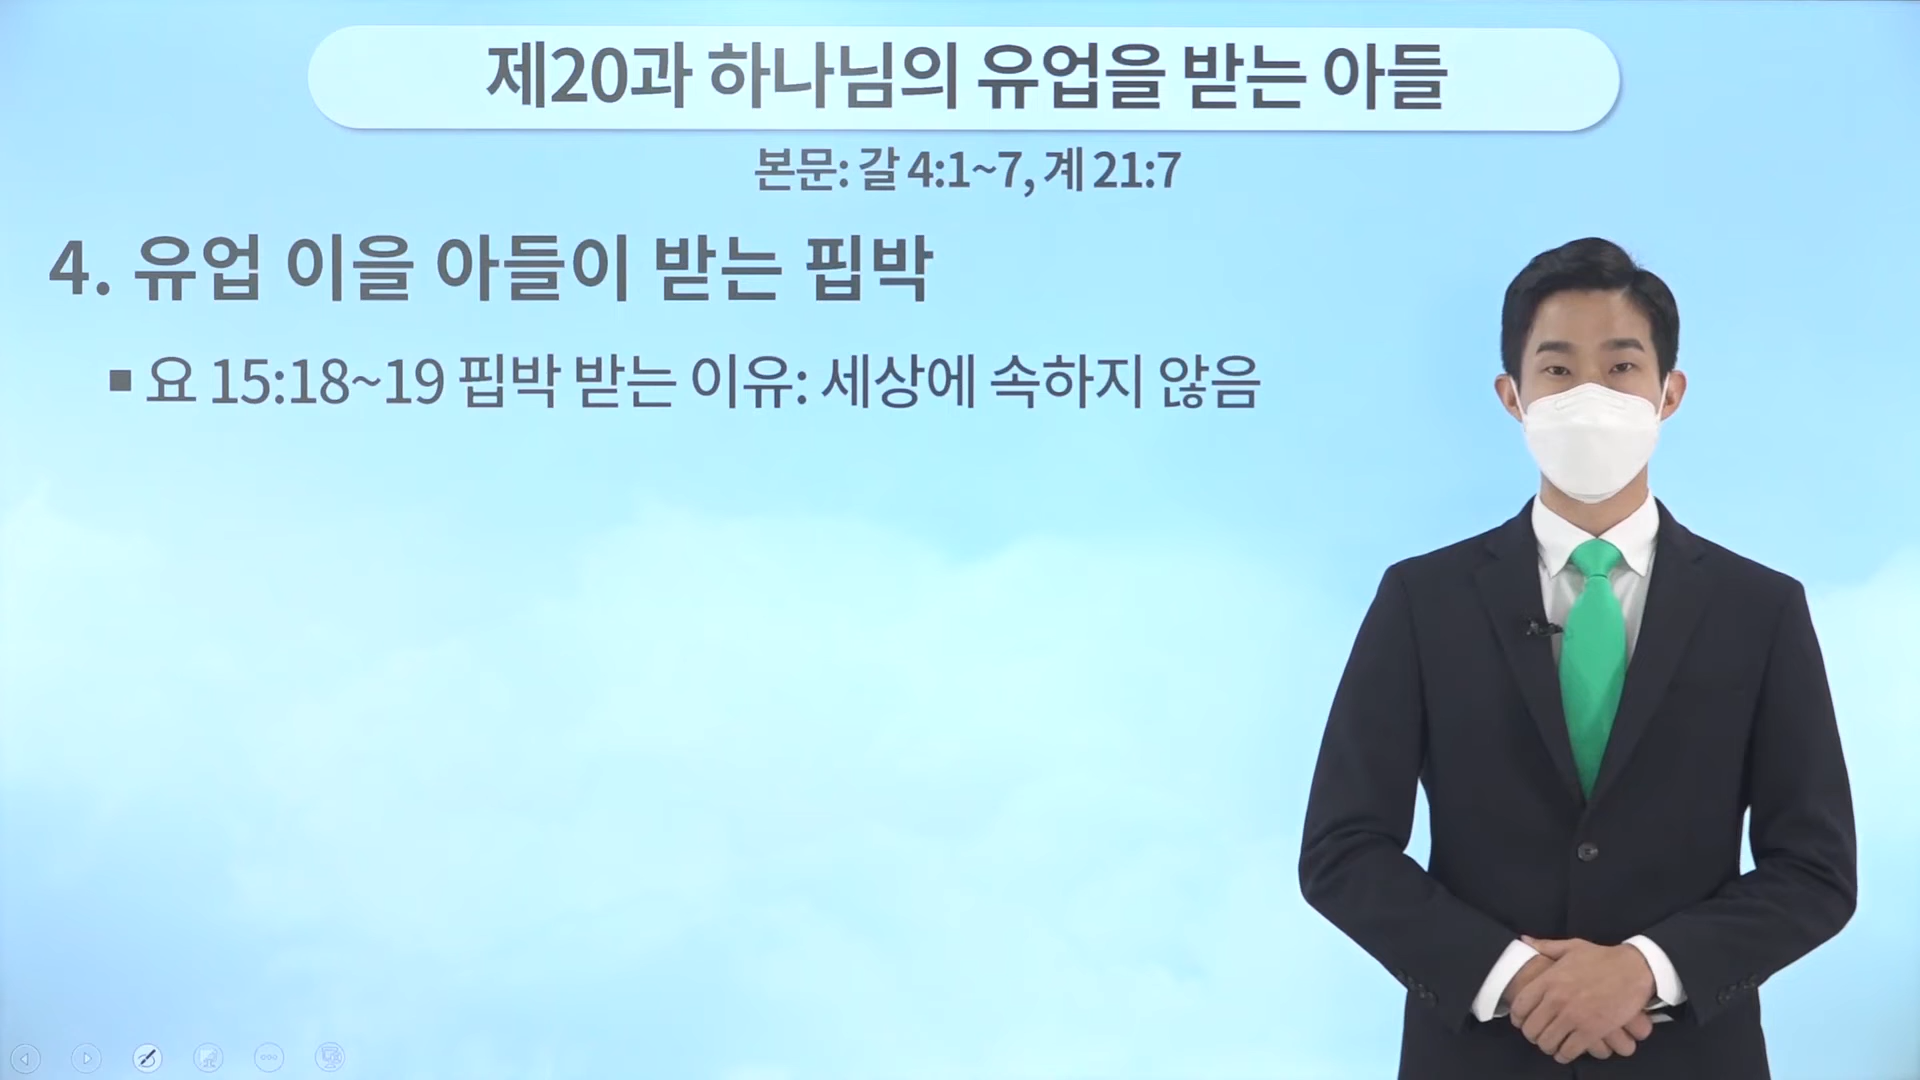 제20과 하나님의 유업을 받는 아들
본문: 갈 4:1~7, 계 21:7
4. 유업 이을 아들이 받는 핍박
▪ 요 15:18~19 핍박 받는 이유: 세상에 속하지 않음